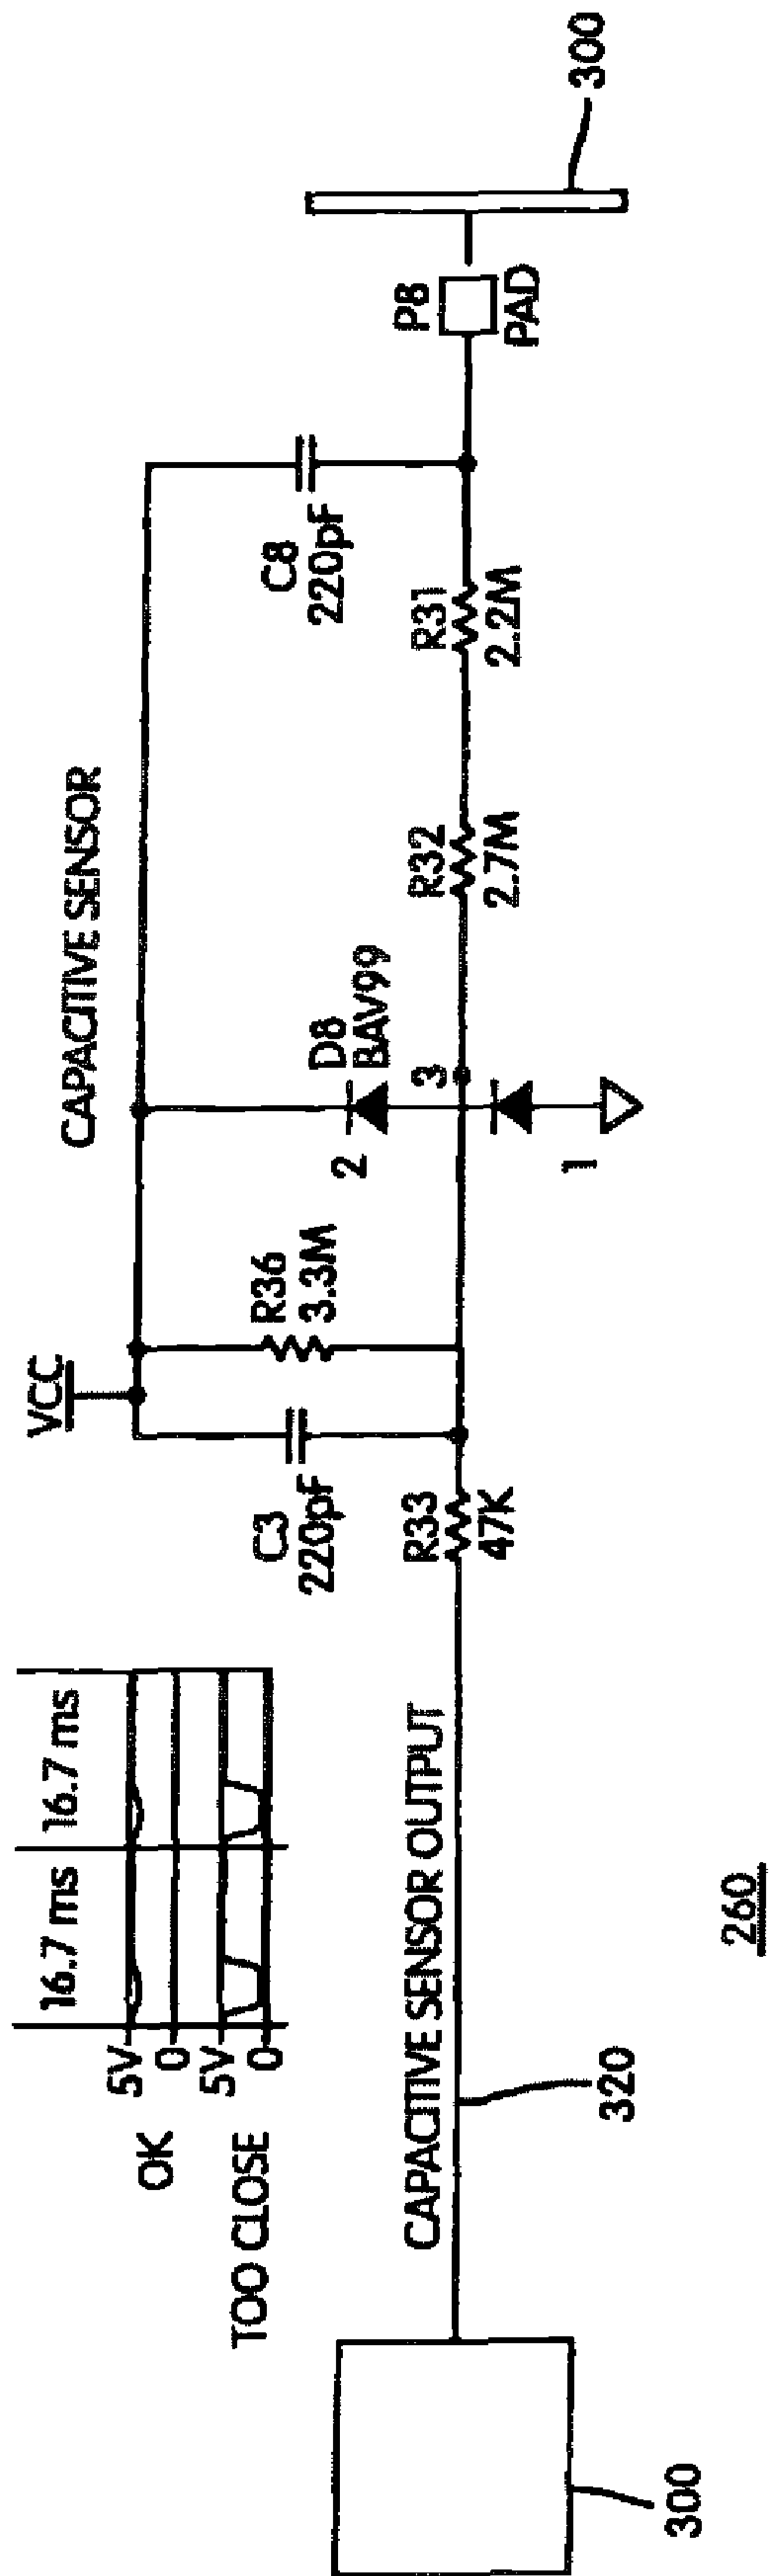 CAPACITIVE SENSOR
16.7 ms 16.7 ms
5V
OK
0
5V
TOO CLOSE
0
VCC
C3
220pF
R36
3.3M
2
D8
BAV99
3
1
C8
220pF
R33
47K
R32
2.7M
R31
2.2M
P8
PAD
300
CAPACITIVE SENSOR OUTPUT
320
300
260